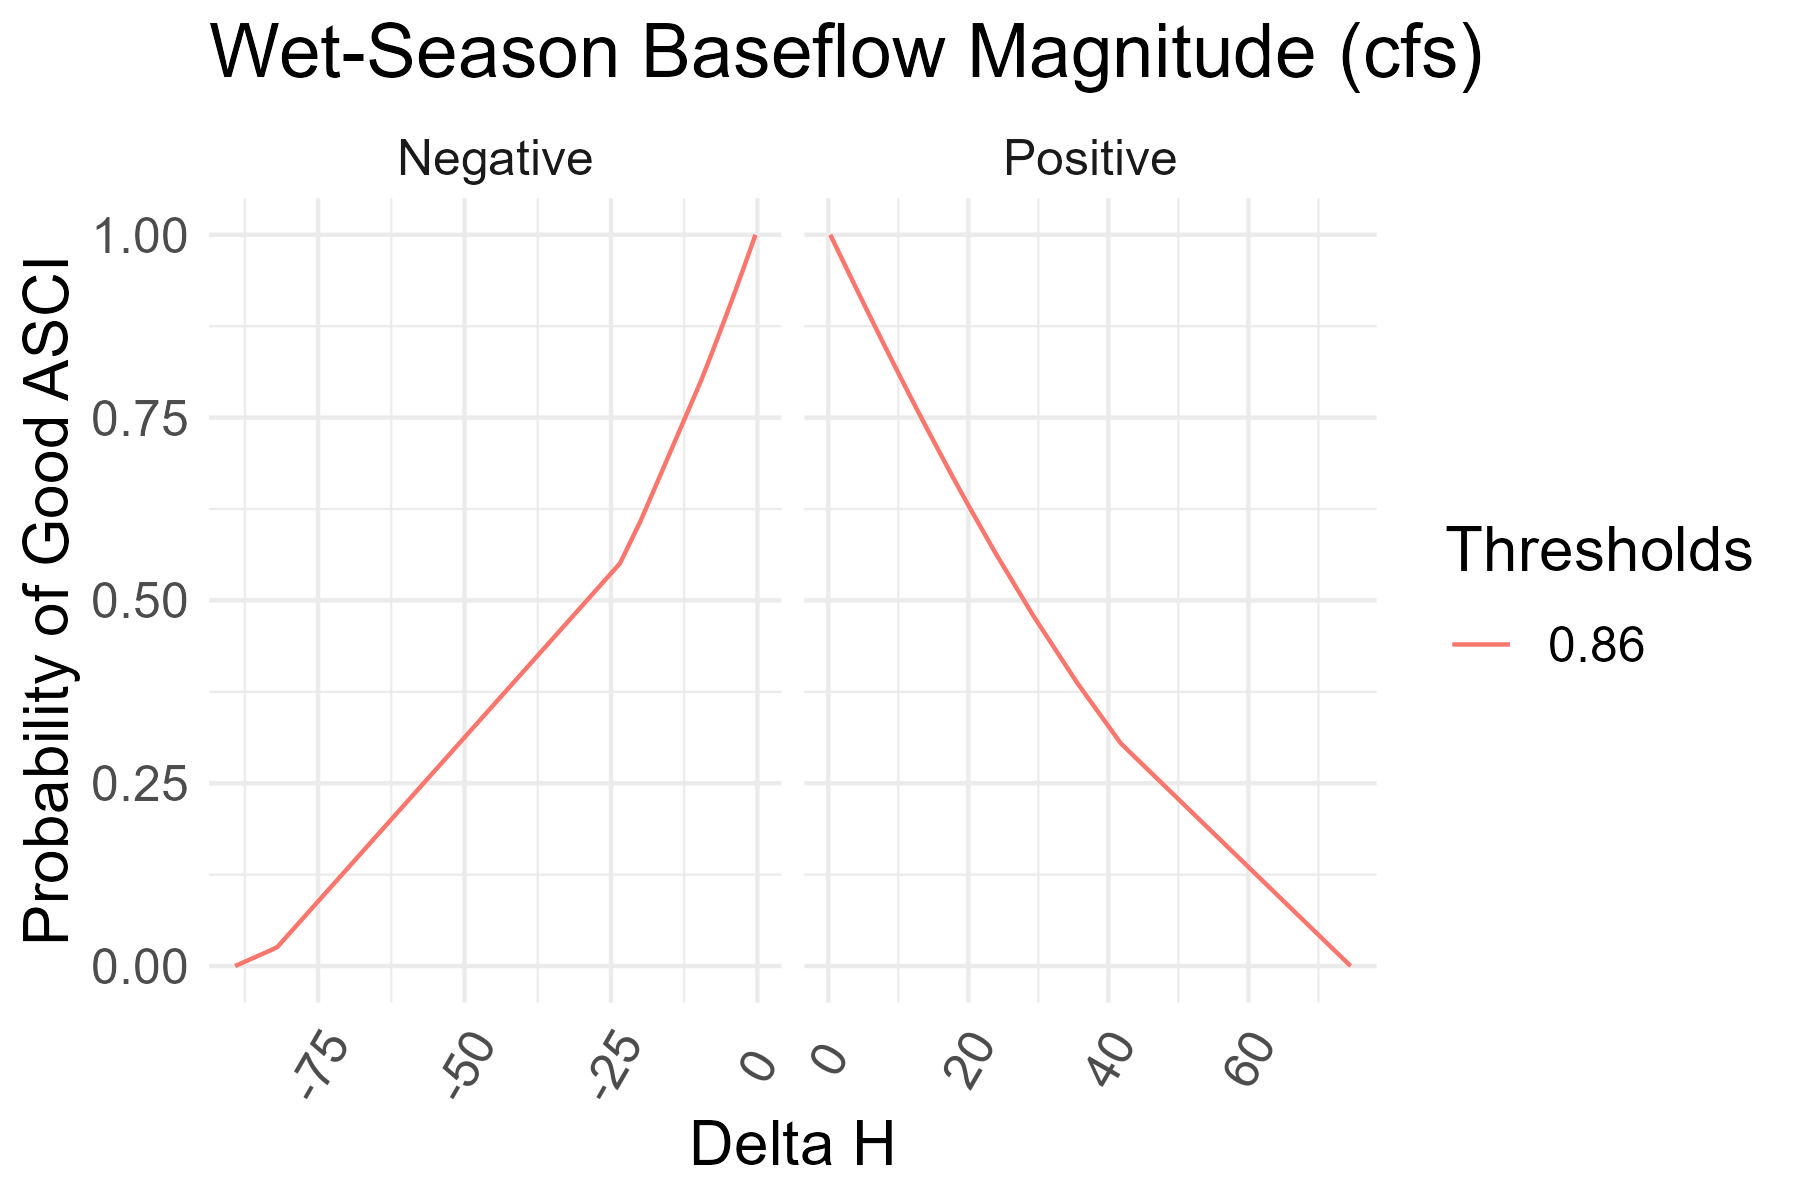 Wet-Season Baseflow Magnitude (cfs)
Negative
Positive
Probability of Good ASCI
1.00
0.75
0.50
0.25
0.00
-75
-50
-25
0
0
20
40
60
Delta H
Thresholds
0.86